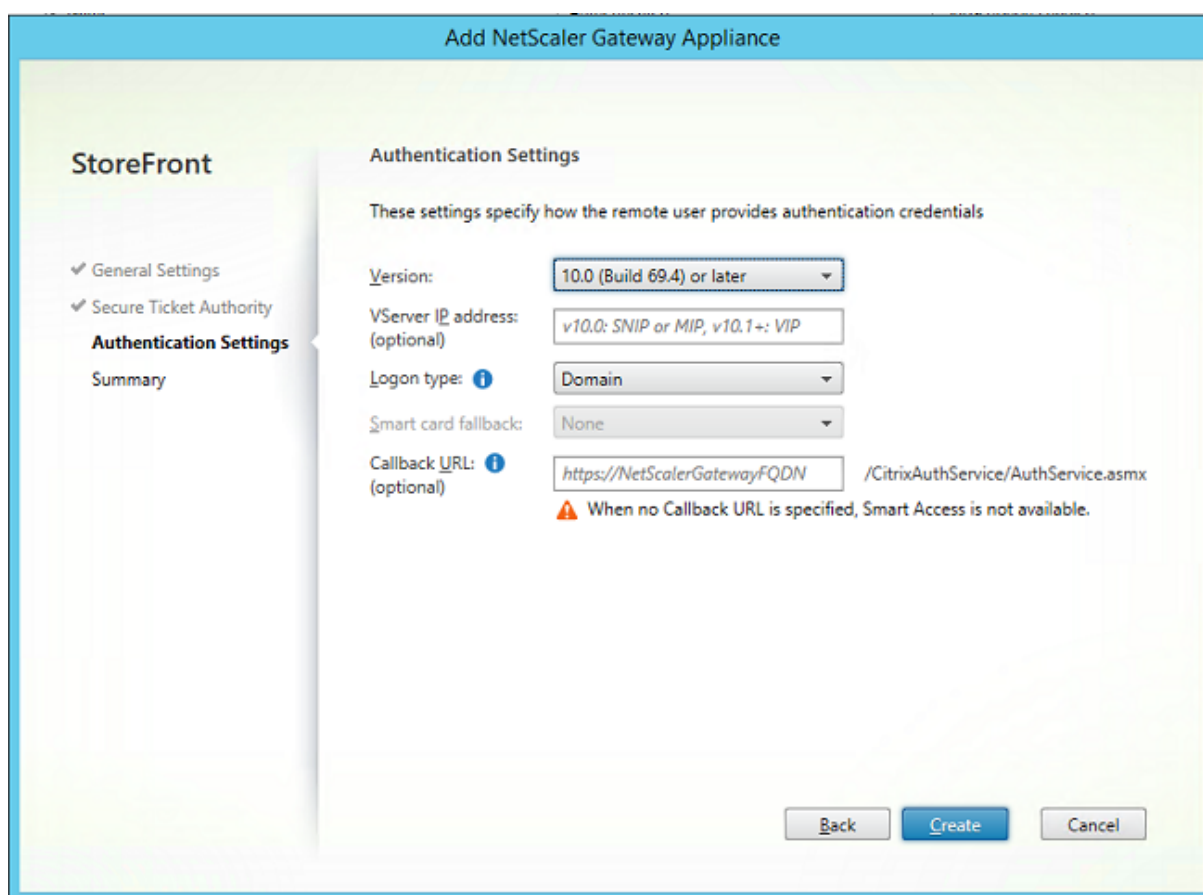 Add NetScaler Gateway Appliance
StoreFront
General Settings
Secure Ticket Authority
Authentication Settings
Summary
Authentication Settings
These settings specify how the remote user provides authentication credentials
Version: 10.0 (Build 69.4) or later
VServer IP address: (optional) v10.0: SNIP or MIP, v10.1+: VIP
Logon type: Domain
Smart card fallback: None
Callback URL: (optional) https://NetScalerGatewayFQDN /CitrixAuthService/AuthService.asmx
When no Callback URL is specified, Smart Access is not available.
Back Create Cancel